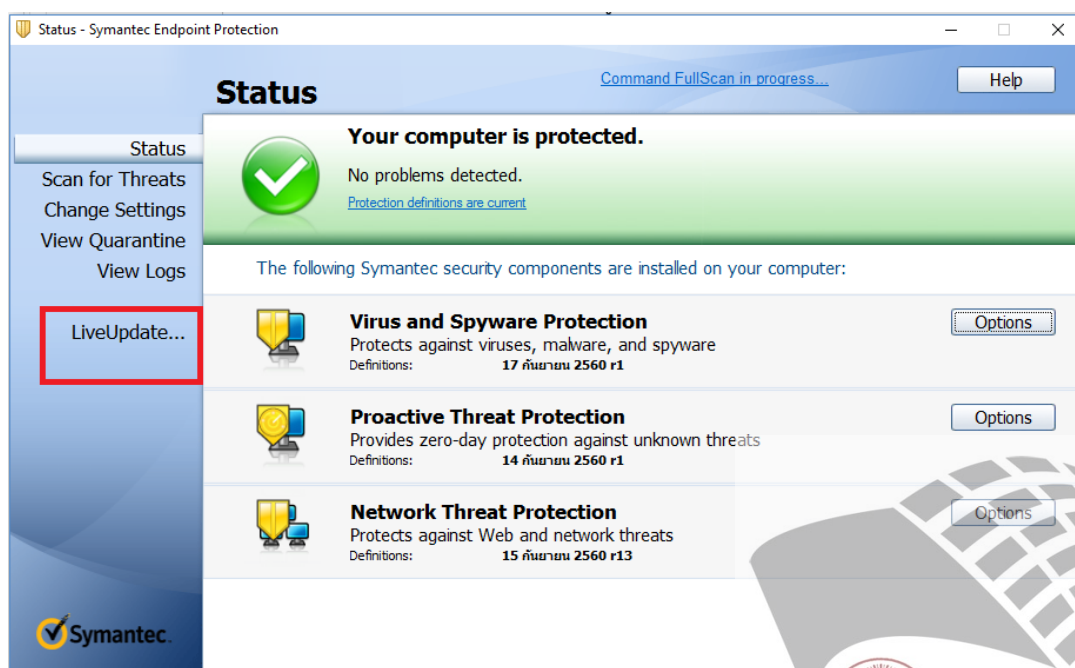 Status - Symantec Endpoint Protection
Status
Command FullScan in progress...
Help
Status
Scan for Threats
Change Settings
View Quarantine
View Logs
LiveUpdate...
Your computer is protected.
No problems detected.
Protection definitions are current
The following Symantec security components are installed on your computer:
Virus and Spyware Protection
Protects against viruses, malware, and spyware
Definitions: 17 กันยายน 2560 r1
Options
Proactive Threat Protection
Provides zero-day protection against unknown threats
Definitions: 14 กันยายน 2560 r1
Options
Network Threat Protection
Protects against Web and network threats
Definitions: 15 กันยายน 2560 r13
Options
Symantec.